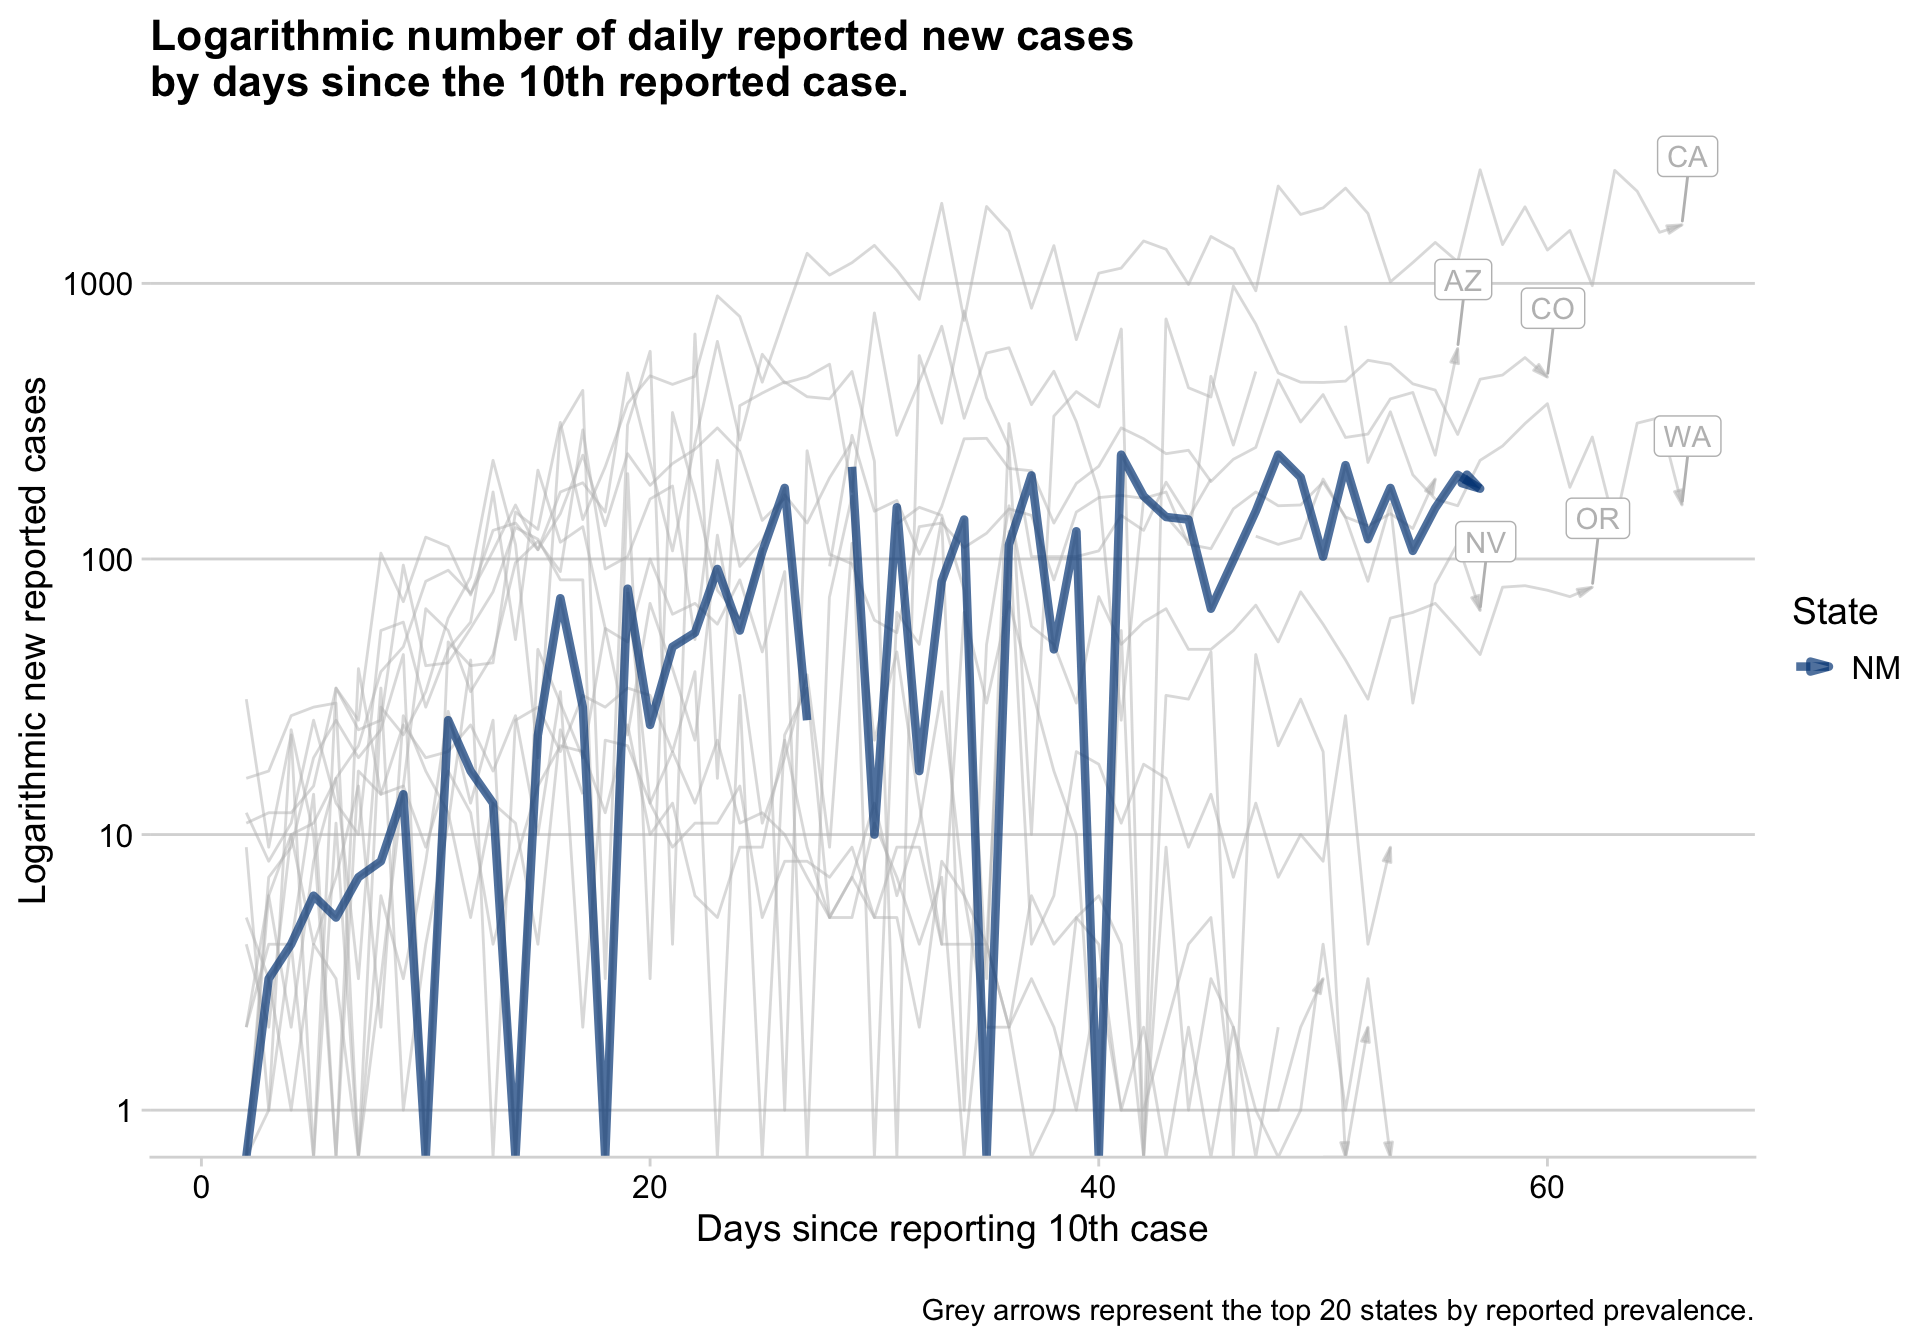 Logarithmic number of daily reported new cases
by days since the 10th reported case.
Logarithmic new reported cases
1000
100
10
1
CA
AZ
CO
WA
OR
NV
State
NM
0
20
40
60
Days since reporting 10th case
Grey arrows represent the top 20 states by reported prevalence.